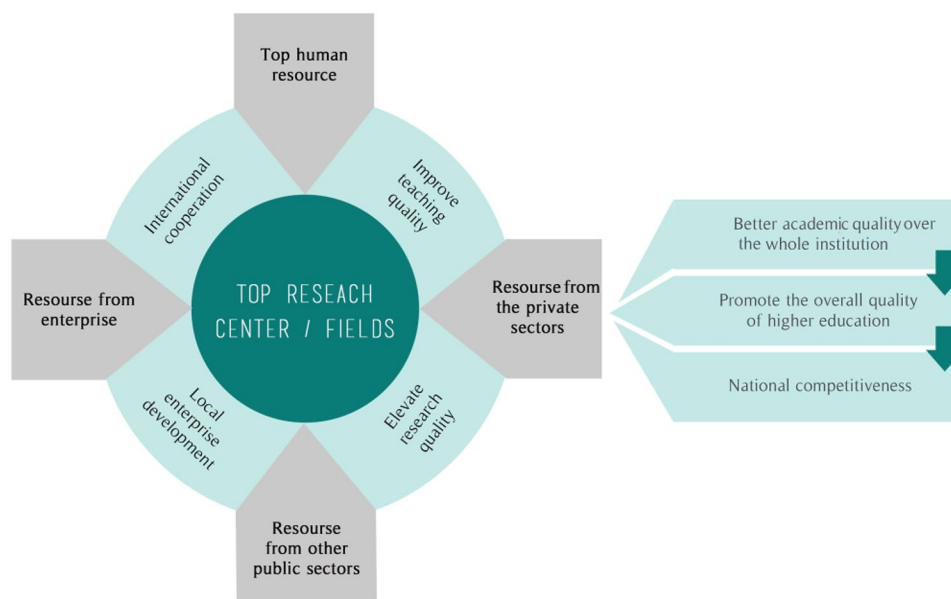 Top human
resource
International
cooperation
Improve
teaching
quality
Resourse from
enterprise
TOP RESEACH
CENTER / FIELDS
Resourse from
the private
sectors
Local
enterprise
development
Elevate
research
quality
Resourse
from other
public sectors
Better academic quality over
the whole institution
Promote the overall quality
of higher education
National competitiveness